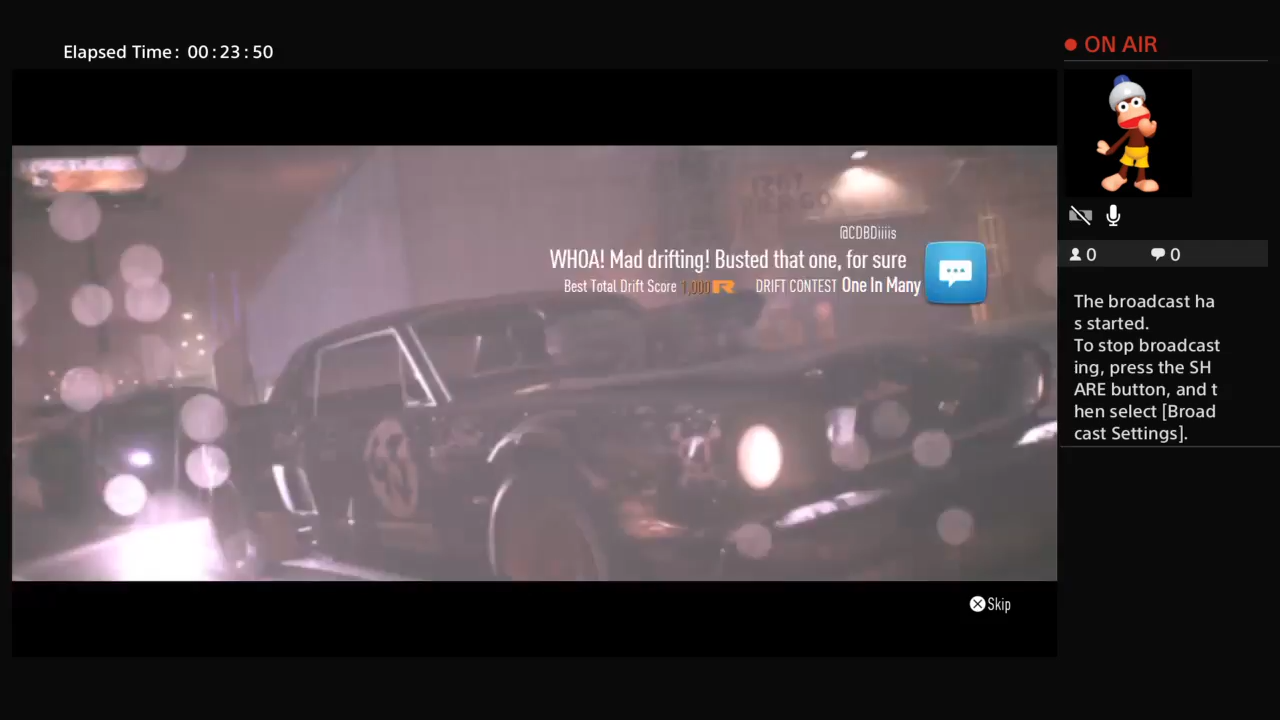 Elapsed Time: 00:23:50
ON AIR
@CDBDiiiis
WHOA! Mad drifting! Busted that one, for sure
Best Total Drift Score 1,000 R DRIFT CONTEST One In Many
0 0
The broadcast ha
s started.
To stop broadcast
ing, press the SH
ARE button, and t
hen select [Broad
cast Settings].
Skip